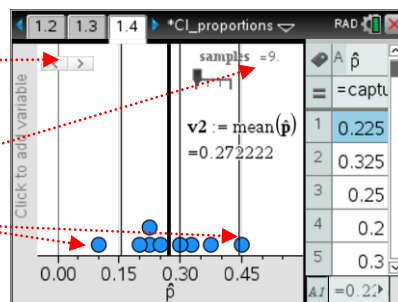 1.2 1.3 1.4 *CI_proportions RAD
samples =9.
v2 := mean(p̂)
=0.272222
Click to add variable
0.00 0.15 0.30 0.45
p̂
A p̂
= =captu
1 0.225
2 0.325
3 0.25
4 0.2
5 0.3
A1 =0.22